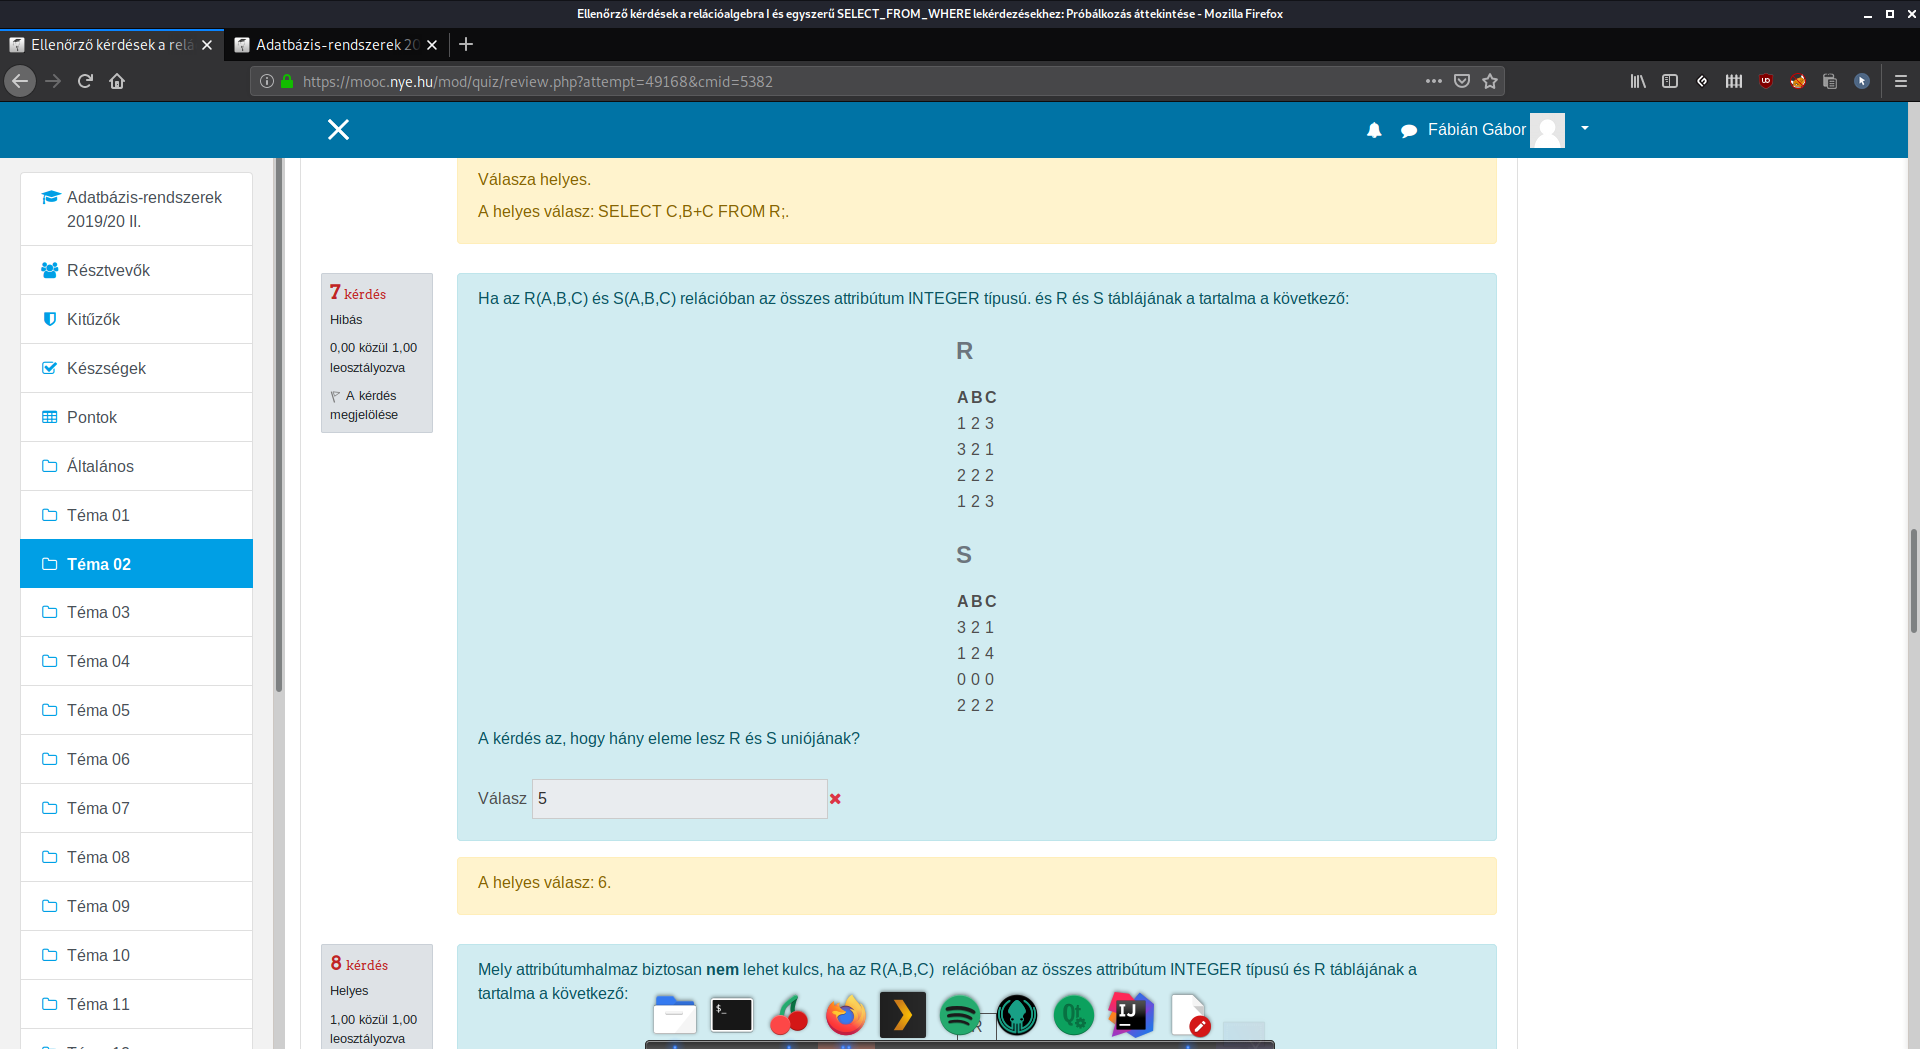 Ellenőrző kérdések a relációalgebra I és egyszerű SELECT_FROM_WHERE lekérdezésekhez: Próbálkozás áttekintése - Mozilla Firefox
Ellenőrző kérdések a relá
Adatbázis-rendszerek 20
https://mooc.nye.hu/mod/quiz/review.php?attempt=49168&cmid=5382
Fábián Gábor
Adatbázis-rendszerek
2019/20 II.
Résztvevők
Kitűzők
Készségek
Pontok
Általános
Téma 01
Téma 02
Téma 03
Téma 04
Téma 05
Téma 06
Téma 07
Téma 08
Téma 09
Téma 10
Téma 11
Válasza helyes.
A helyes válasz: SELECT C,B+C FROM R;.
7 kérdés
Hibás
0,00 közül 1,00
leosztályozva
A kérdés
megjelölése
Ha az R(A,B,C) és S(A,B,C) relációban az összes attribútum INTEGER típusú. és R és S táblájának a tartalma a következő:
R
A B C
1 2 3
3 2 1
2 2 2
1 2 3
S
A B C
3 2 1
1 2 4
0 0 0
2 2 2
A kérdés az, hogy hány eleme lesz R és S uniójának?
Válasz 5
A helyes válasz: 6.
8 kérdés
Helyes
1,00 közül 1,00
leosztályozva
Mely attribútumhalmaz biztosan nem lehet kulcs, ha az R(A,B,C) relációban az összes attribútum INTEGER típusú és R táblájának a
tartalma a következő:
$_
Qt
IJ
R